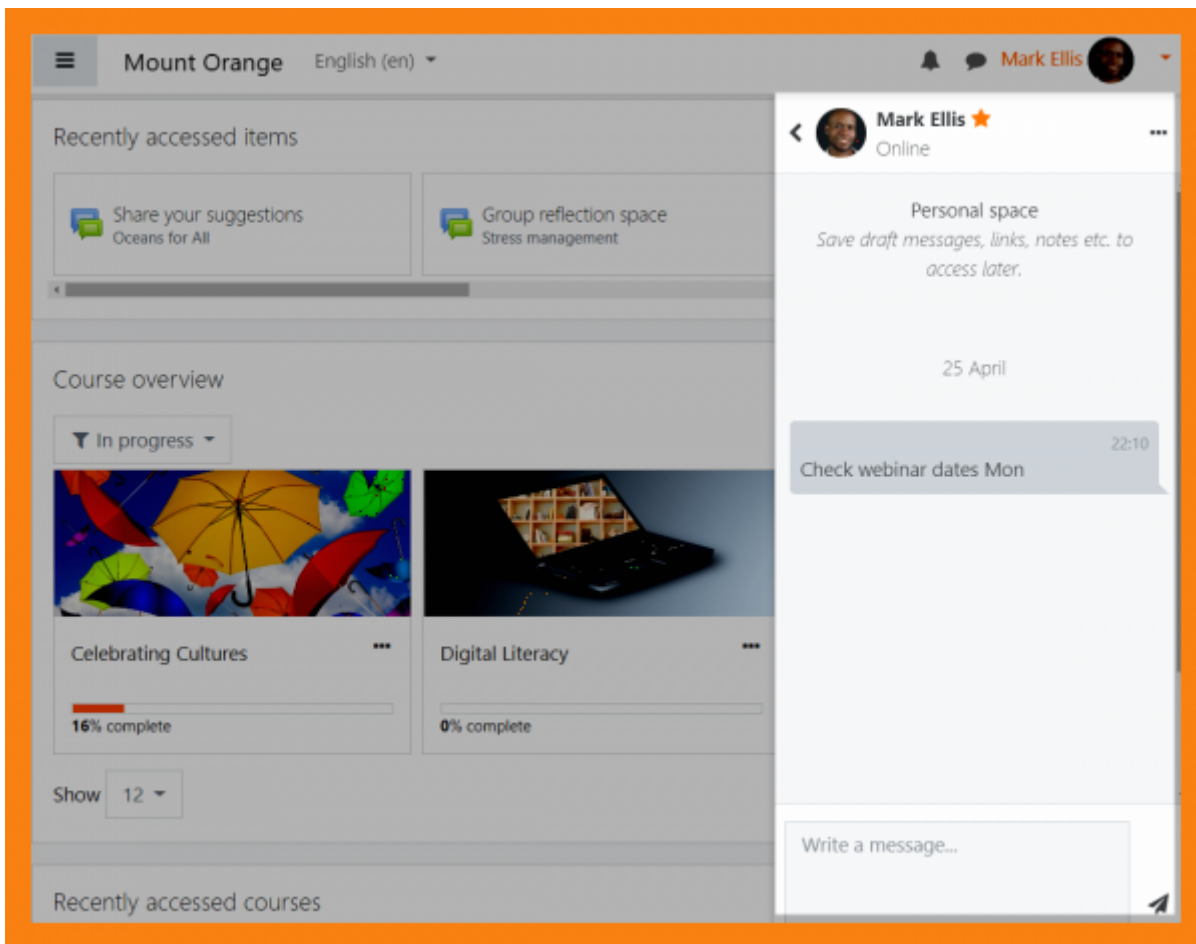 Mount Orange English (en)
Mark Ellis
Recently accessed items
Share your suggestions
Oceans for All
Group reflection space
Stress management
Course overview
In progress
Celebrating Cultures
16% complete
Digital Literacy
0% complete
Show 12
Recently accessed courses
Mark Ellis
Online
Personal space
Save draft messages, links, notes etc. to
access later.
25 April
22:10
Check webinar dates Mon
Write a message...